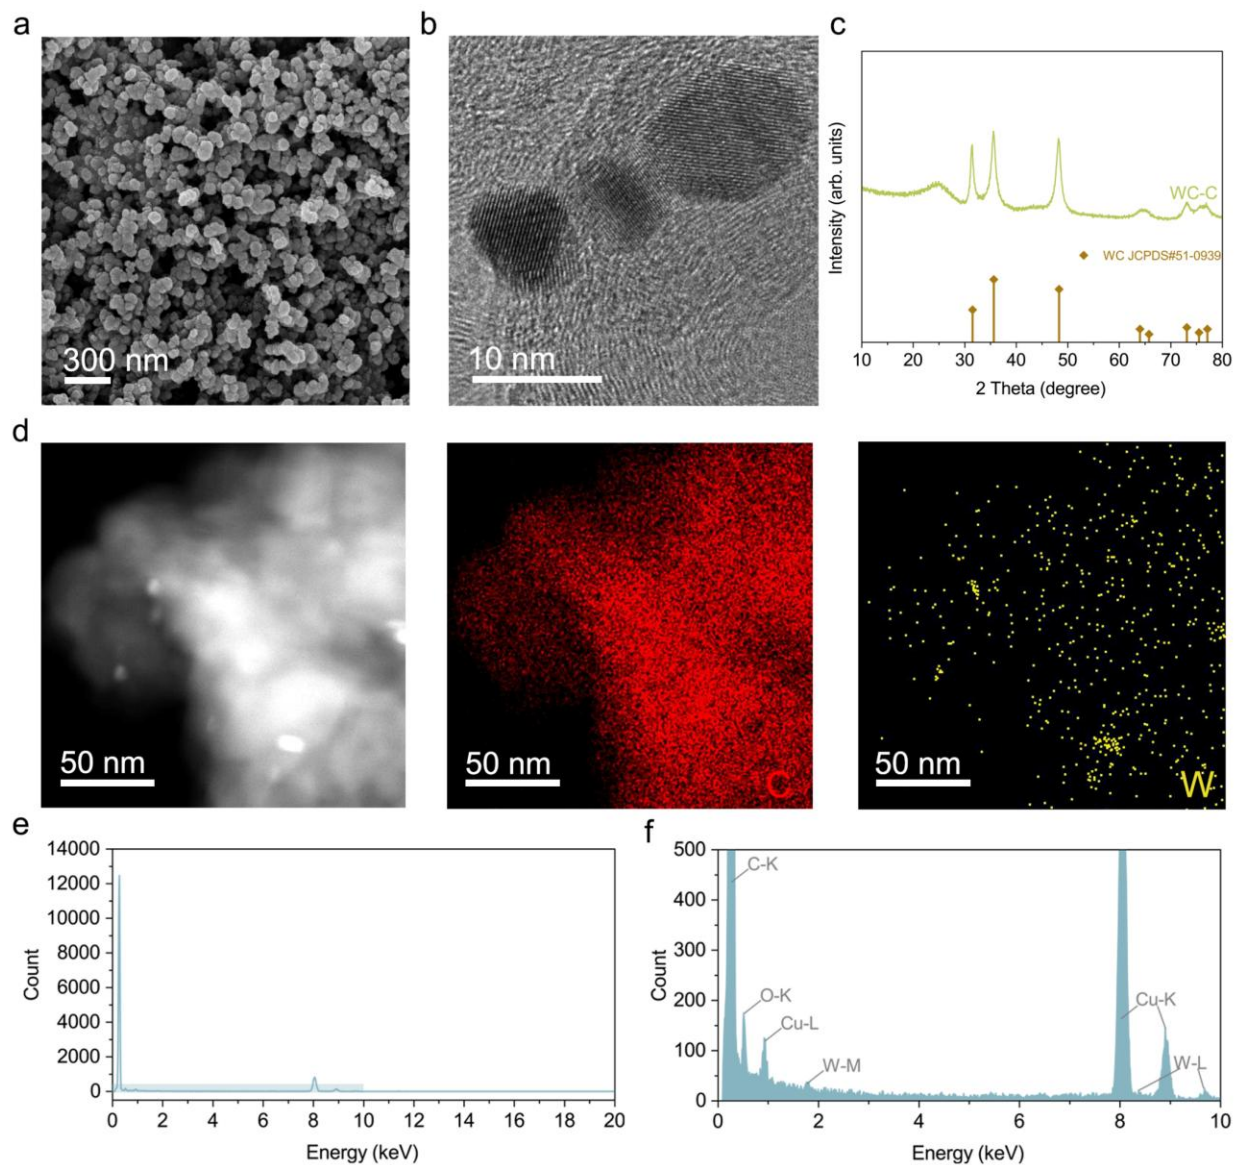 a
b
c
300 nm
10 nm
Intensity (arb. units)
WC-C
WC JCPDS#51-0939
10 20 30 40 50 60 70 80
2 Theta (degree)
d
50 nm
50 nm
C
50 nm
W
e
14000
12000
10000
8000
6000
4000
2000
0
Count
0 2 4 6 8 10 12 14 16 18 20
Energy (keV)
f
500
400
300
200
100
0
Count
C-K
O-K
Cu-L
W-M
Cu-K
W-L
0 2 4 6 8 10
Energy (keV)